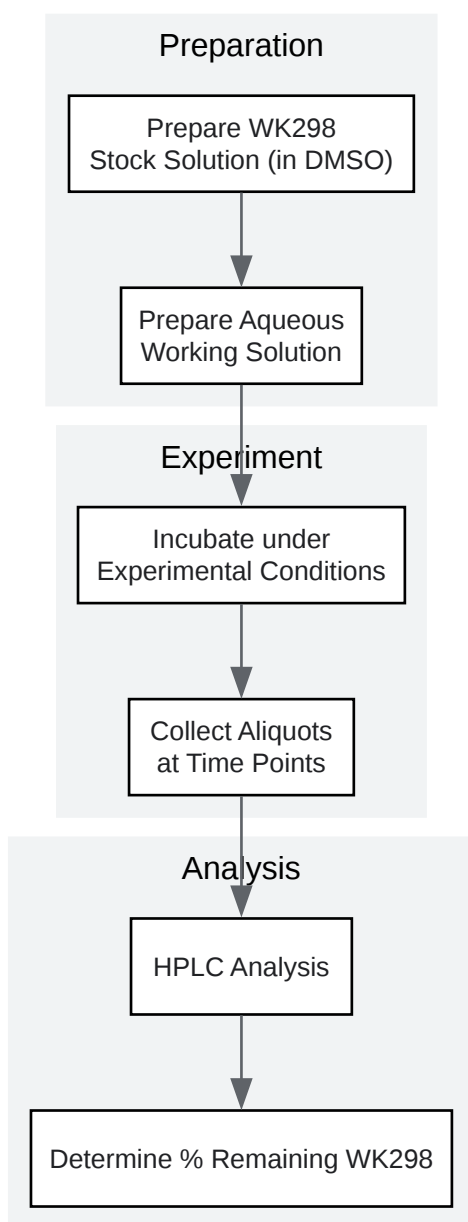 Preparation
Prepare WK298
Stock Solution (in DMSO)
Prepare Aqueous
Working Solution
Experiment
Incubate under
Experimental Conditions
Collect Aliquots
at Time Points
Analysis
HPLC Analysis
Determine % Remaining WK298